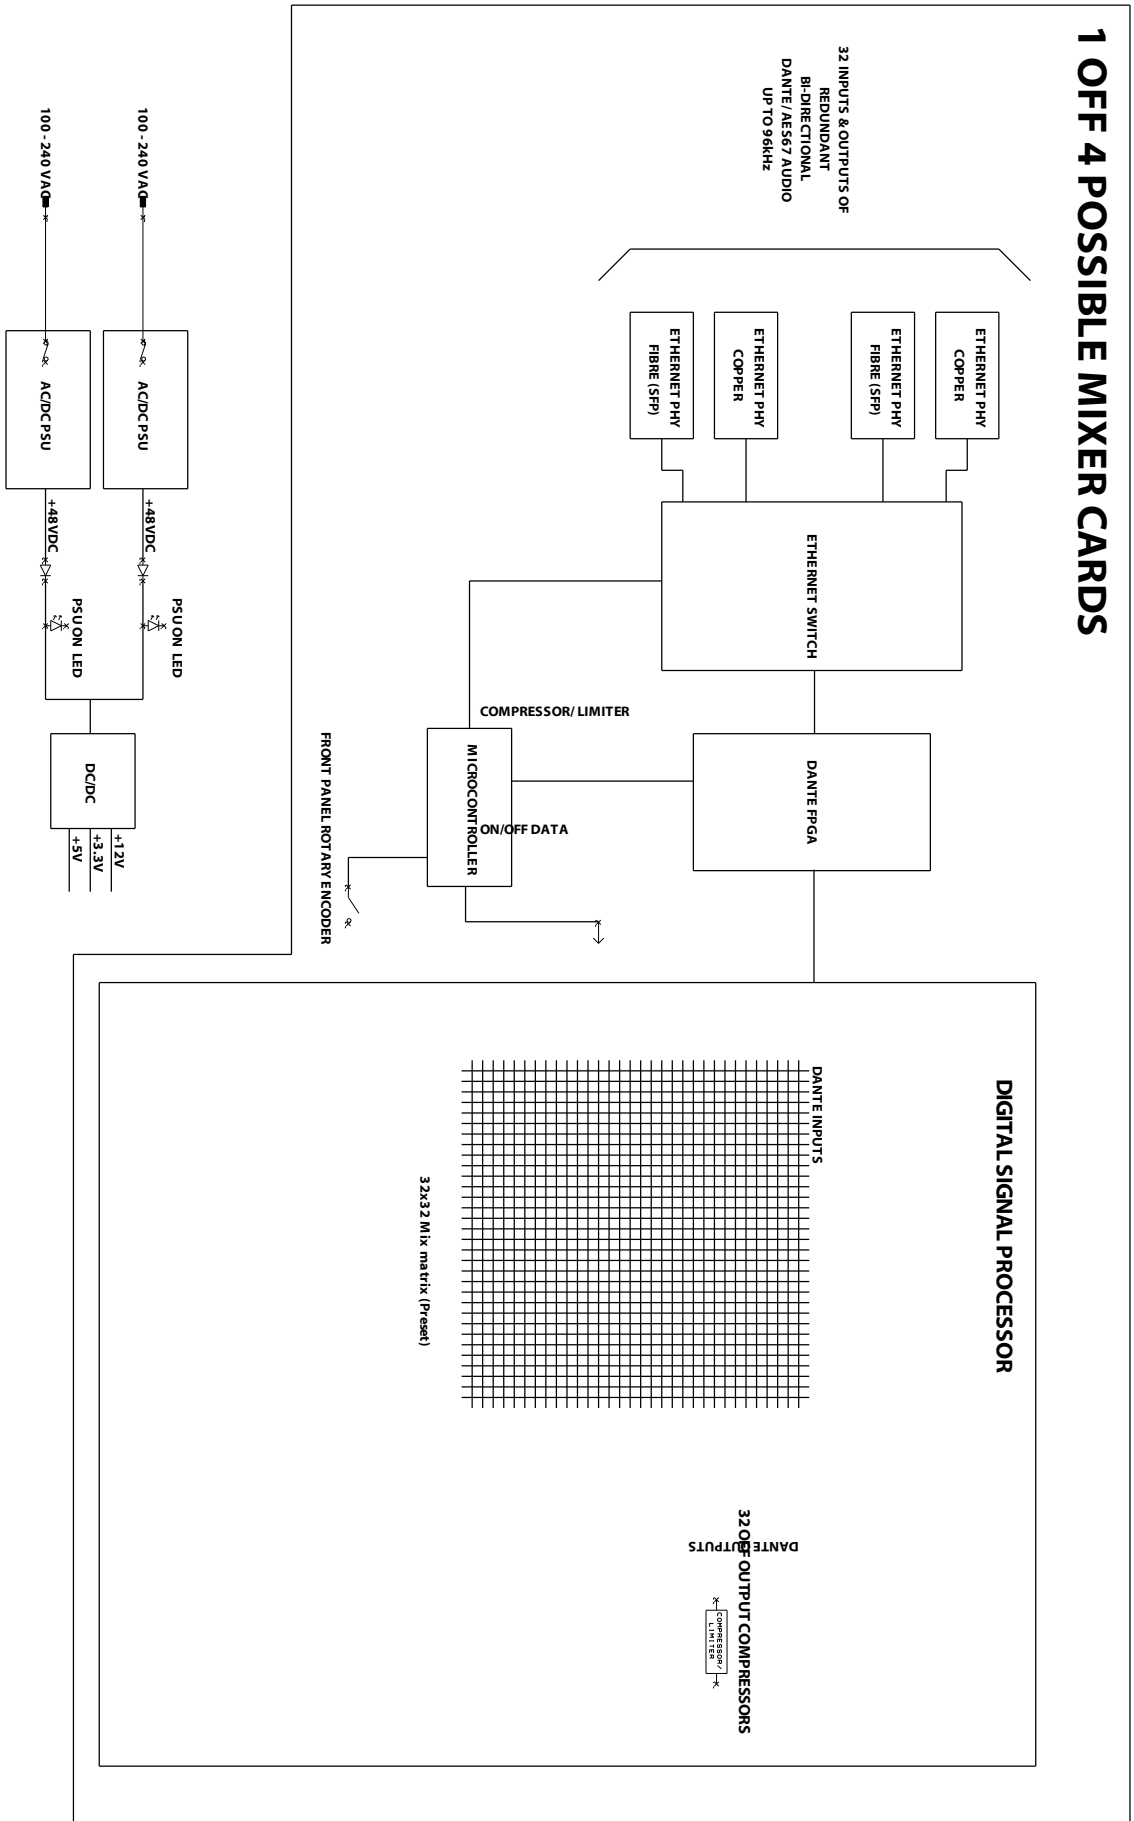 1 OFF 4 POSSIBLE MIXER CARDS
32 INPUTS & OUTPUTS OF
REDUNDANT
BI-DIRECTIONAL
DANTE / AES67 AUDIO
UP TO 96kHz
ETHERNET PHY
COPPER
ETHERNET PHY
FIBRE (SFP)
ETHERNET PHY
COPPER
ETHERNET PHY
FIBRE (SFP)
ETHERNET SWITCH
DANTE FPGA
COMPRESSOR/ LIMITER
ON/OFF DATA
MICROCONTROLLER
FRONT PANEL ROTARY ENCODER
DIGITAL SIGNAL PROCESSOR
DANTE INPUTS
32x32 Mix matrix (Preset)
DANTE OUTPUTS
32 OFF OUTPUT COMPRESSORS
COMPRESSOR/
LIMITER
100 - 240 VAC
AC/DC PSU
+48VDC
PSU ON LED
100 - 240 VAC
AC/DC PSU
+48VDC
PSU ON LED
DC/DC
+12V
+3.3V
+5V